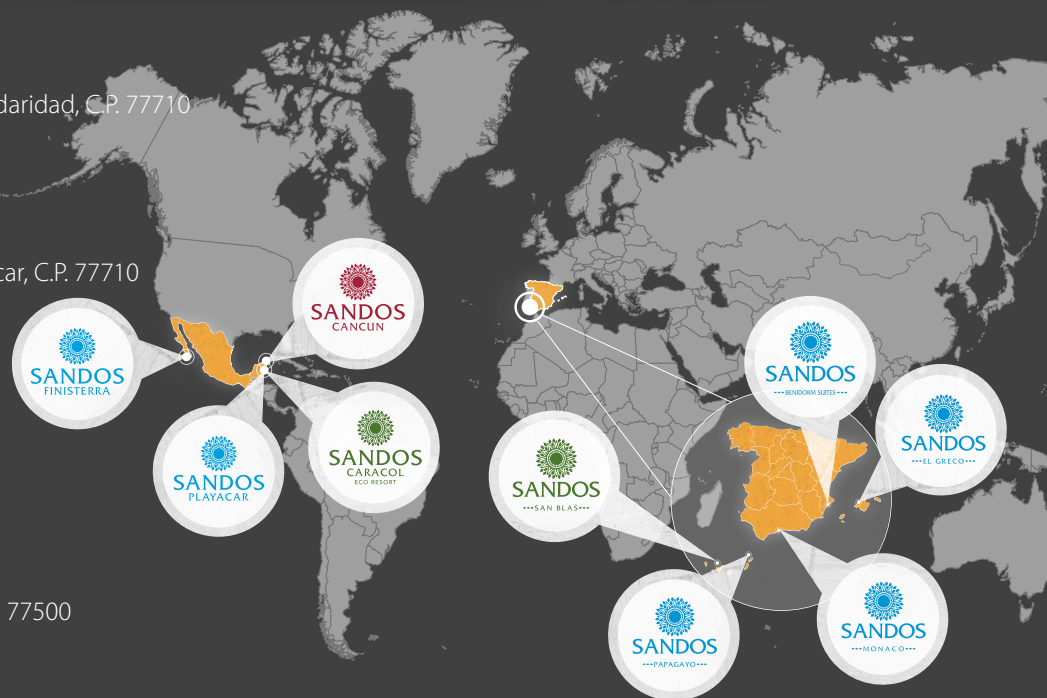 daridad, C.P. 77710
car, C.P. 77710
SANDOS
CANCUN
SANDOS
FINISTERRA
SANDOS
BENIDORM SUITES
SANDOS
EL GRECO
SANDOS
CARACOL
ECO RESORT
SANDOS
PLAYACAR
SANDOS
SAN BLAS
77500
SANDOS
PAPAGAYO
SANDOS
MONACO